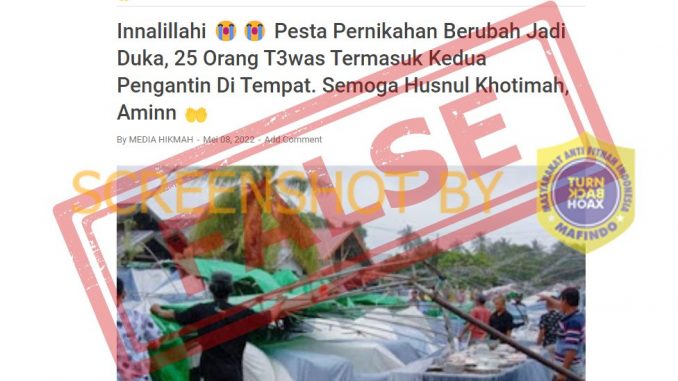 Innalillahi 😭 😭 Pesta Pernikahan Berubah Jadi
Duka, 25 Orang T3was Termasuk Kedua
Pengantin Di Tempat. Semoga Husnul Khotimah,
Aminn 🤲
By MEDIA HIKMAH - Mei 08, 2022 - Add Comment
FALSE
SCREENSHOT BY
MASYARAKAT ANTI FITNAH INDONESIA
TURN
BACK
HOAX
MAFINDO